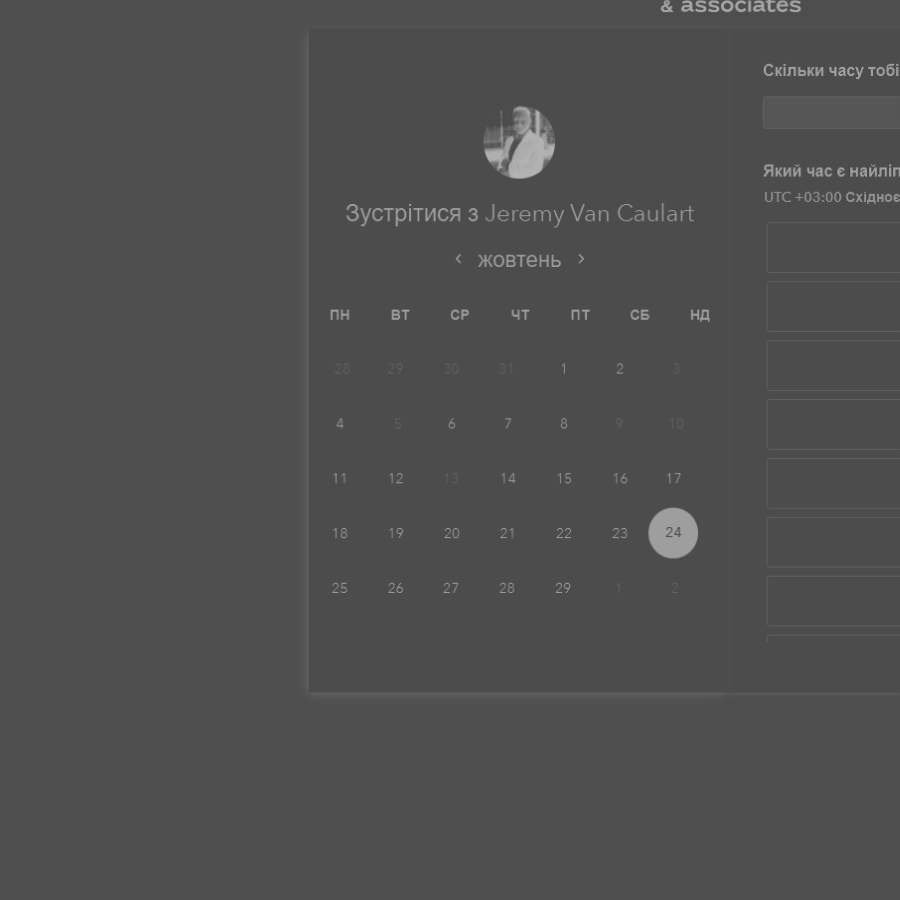 & associates
Скільки часу тобі
Який час є найліп
UTC +03:00 Східноє
Зустрітися з Jeremy Van Caulart
жовтень
ПН ВТ СР ЧТ ПТ СБ НД
28 29 30 31 1 2 3
4 5 6 7 8 9 10
11 12 13 14 15 16 17
18 19 20 21 22 23 24
25 26 27 28 29 1 2